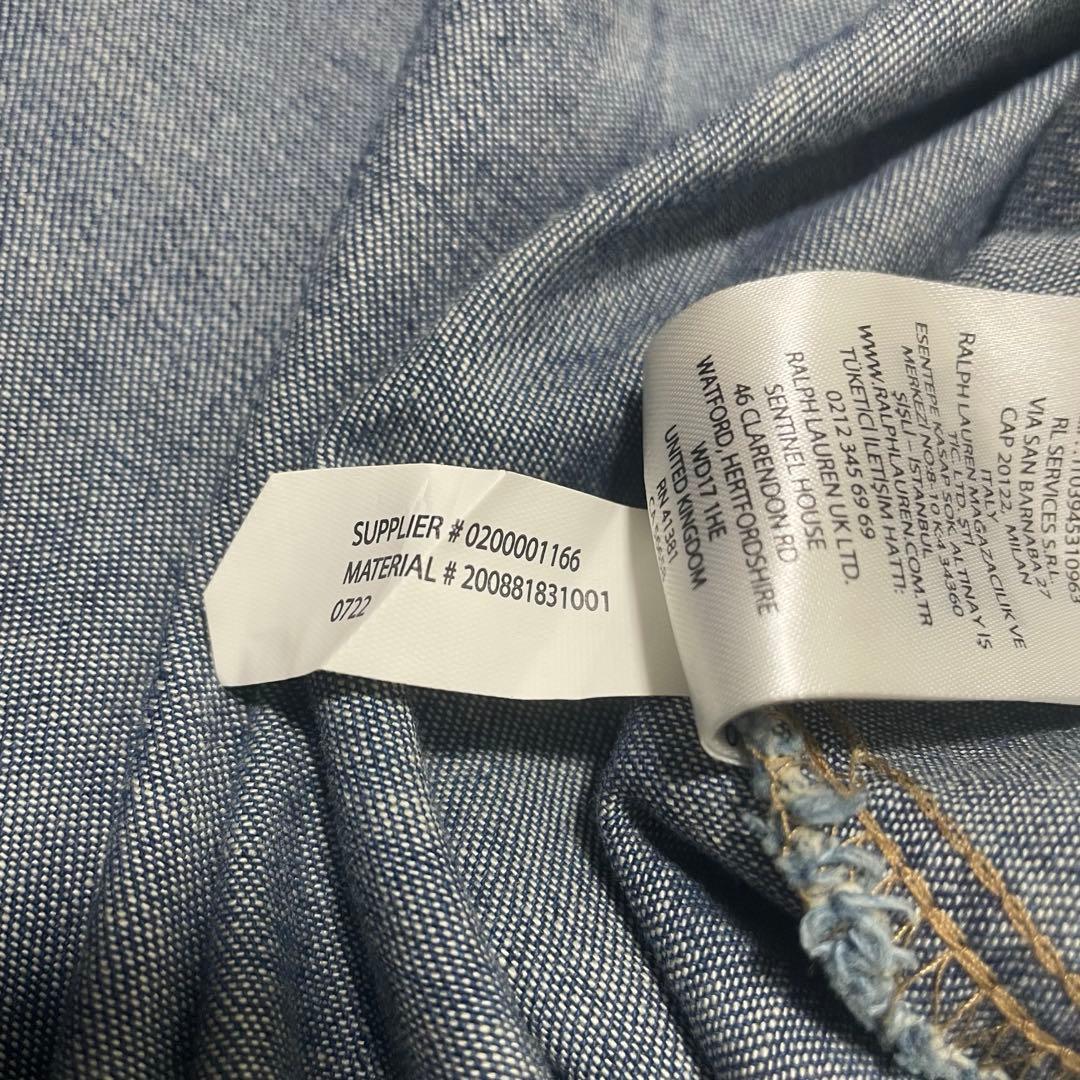 SUPPLIER # 0200001166
MATERIAL # 200881831001
0722
RL SERVICES S.R.L.
VIA SAN BARNABA, 27
CAP 20122, MILAN
ITALY
RALPH LAUREN MAGAZACILIK VE
TIC. LTD. STI.
ESENTEPE KASAP SOK. ALTINAY İŞ
MERKEZİ NO:8-10 K:4 34360
ŞİŞLİ – İSTANBUL
WWW.RALPHLAUREN.COM.TR
TÜKETİCİ İLETİŞİM HATTI:
0212 345 69 69
RALPH LAUREN UK LTD.
SENTINEL HOUSE
46 CLARENDON RD
WATFORD, HERTFORDSHIRE
WD17 1HE
UNITED KINGDOM
RN 41381